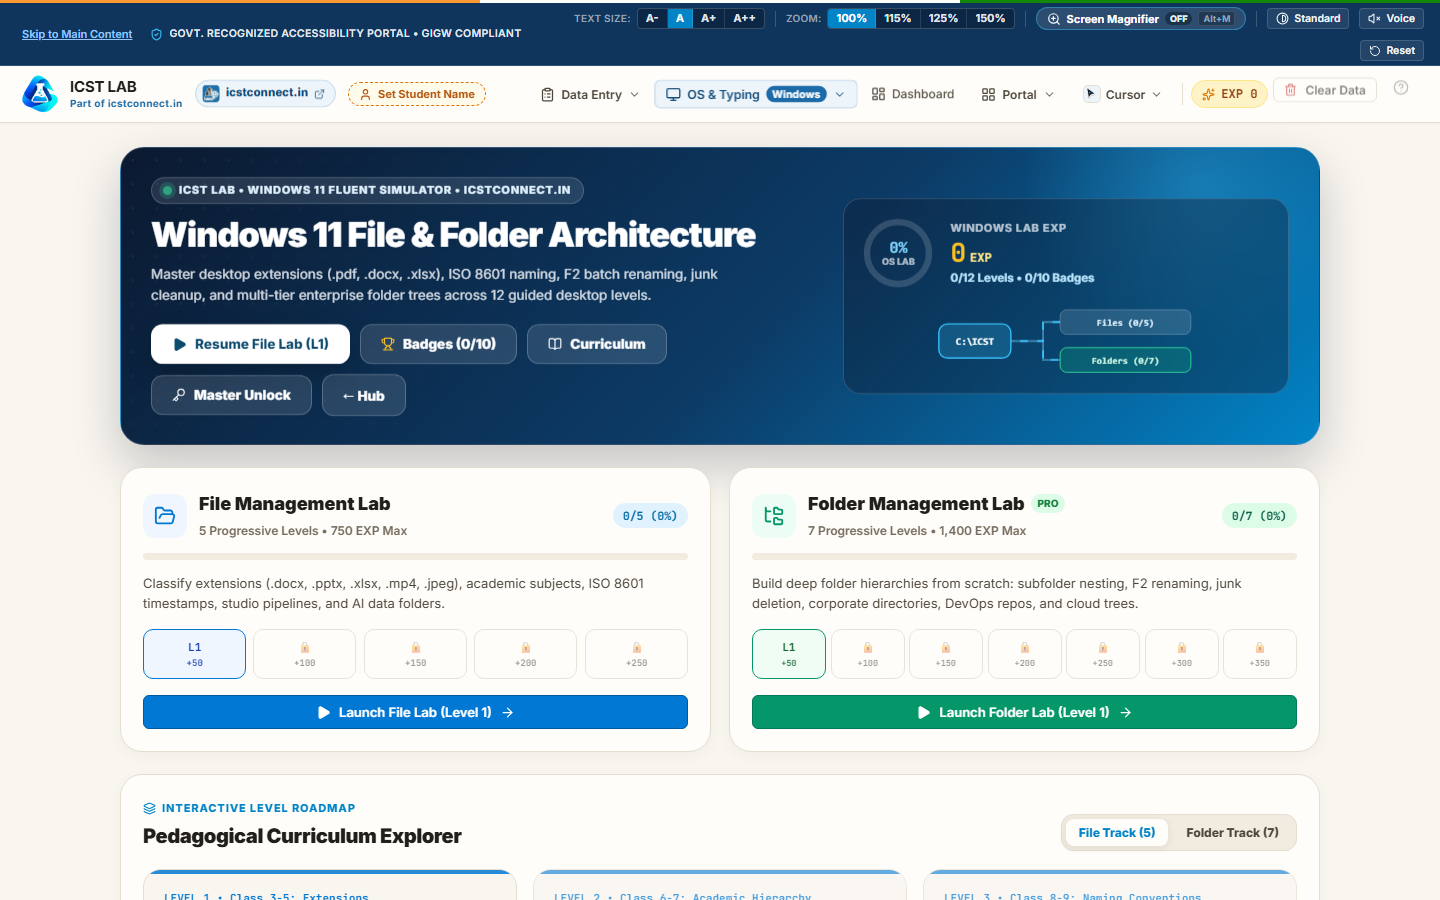 Skip to Main Content
GOVT. RECOGNIZED ACCESSIBILITY PORTAL • GIGW COMPLIANT
TEXT SIZE: A- A A+ A++
ZOOM: 100% 115% 125% 150%
Screen Magnifier OFF Alt+M
Standard
Voice
Reset
ICST LAB
Part of icstconnect.in
icstconnect.in
Set Student Name
Data Entry
OS & Typing Windows
Dashboard
Portal
Cursor
EXP 0
Clear Data
ICST LAB • WINDOWS 11 FLUENT SIMULATOR • ICSTCONNECT.IN
Windows 11 File & Folder Architecture
Master desktop extensions (.pdf, .docx, .xlsx), ISO 8601 naming, F2 batch renaming, junk
cleanup, and multi-tier enterprise folder trees across 12 guided desktop levels.
Resume File Lab (L1)
Badges (0/10)
Curriculum
Master Unlock
← Hub
0%
OS LAB
WINDOWS LAB EXP
0 EXP
0/12 Levels • 0/10 Badges
C:\ICST
Files (0/5)
Folders (0/7)
File Management Lab
5 Progressive Levels • 750 EXP Max
0/5 (0%)
Classify extensions (.docx, .pptx, .xlsx, .mp4, .jpeg), academic subjects, ISO 8601
timestamps, studio pipelines, and AI data folders.
L1
+50 +100 +150 +200 +250
Launch File Lab (Level 1) →
Folder Management Lab PRO
7 Progressive Levels • 1,400 EXP Max
0/7 (0%)
Build deep folder hierarchies from scratch: subfolder nesting, F2 renaming, junk
deletion, corporate directories, DevOps repos, and cloud trees.
L1
+50 +100 +150 +200 +250 +300 +350
Launch Folder Lab (Level 1) →
INTERACTIVE LEVEL ROADMAP
Pedagogical Curriculum Explorer
File Track (5)
Folder Track (7)
LEVEL 1 • Class 3-5: Extensions
LEVEL 2 • Class 6-7: Academic Hierarchy
LEVEL 3 • Class 8-9: Naming Conventions